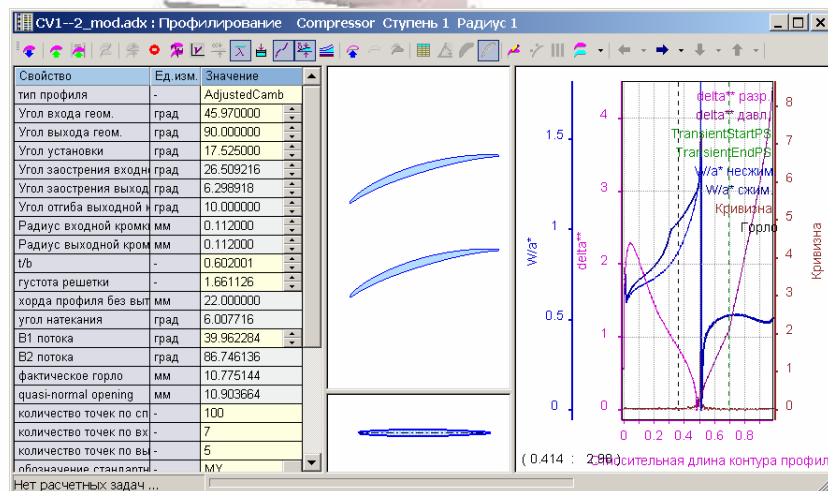 CV1--2_mod.adx : Профилирование Compressor Ступень 1 Радиус 1
Свойство Ед.изм. Значение
тип профиля - AdjustedCamb
Угол входа геом. град 45.970000
Угол выхода геом. град 90.000000
Угол установки град 17.525000
Угол заострения входн град 26.509216
Угол заострения выход град 6.298918
Угол отгиба выходной к град 10.000000
Радиус входной кромки мм 0.112000
Радиус выходной кром мм 0.112000
t/b - 0.602001
густота решетки - 1.661126
хорда профиля без выт мм 22.000000
угол натекания град 6.007716
B1 потока град 39.962284
B2 потока град 86.746136
фактическое горло мм 10.775144
quasi-normal opening мм 10.903664
количество точек по сп - 100
количество точек по вх - 7
количество точек по вы - 5
обозначение стандартн - MY
W/a*
1.5
1
0.5
0
delta**
4
3
2
1
0
delta** разр.
delta** давл.
TransientStartPS
TransientEndPS
W/a* несжим
W/a* сжим.
Кривизна
Горло
8
7
6
5
4
3
2
1
0
Кривизна
0 0.2 0.4 0.6 0.8
( 0.414 : 2.98 )
Относительная длина контура профил
Нет расчетных задач ...